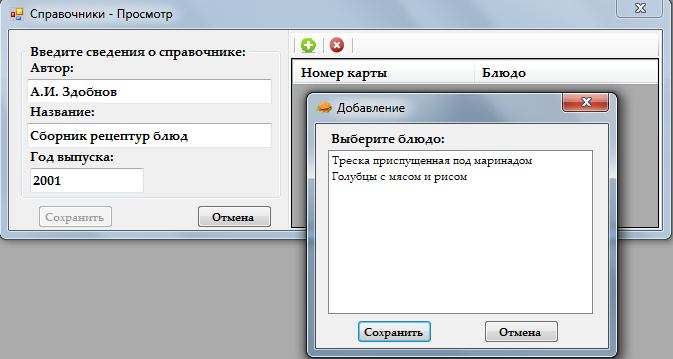 Справочники - Просмотр
Введите сведения о справочнике:
Автор:
А.И. Здобнов
Название:
Сборник рецептур блюд
Год выпуска:
2001
Сохранить
Отмена
Номер карты
Блюдо
Добавление
Выберите блюдо:
Треска приспущенная под маринадом
Голубцы с мясом и рисом
Сохранить
Отмена